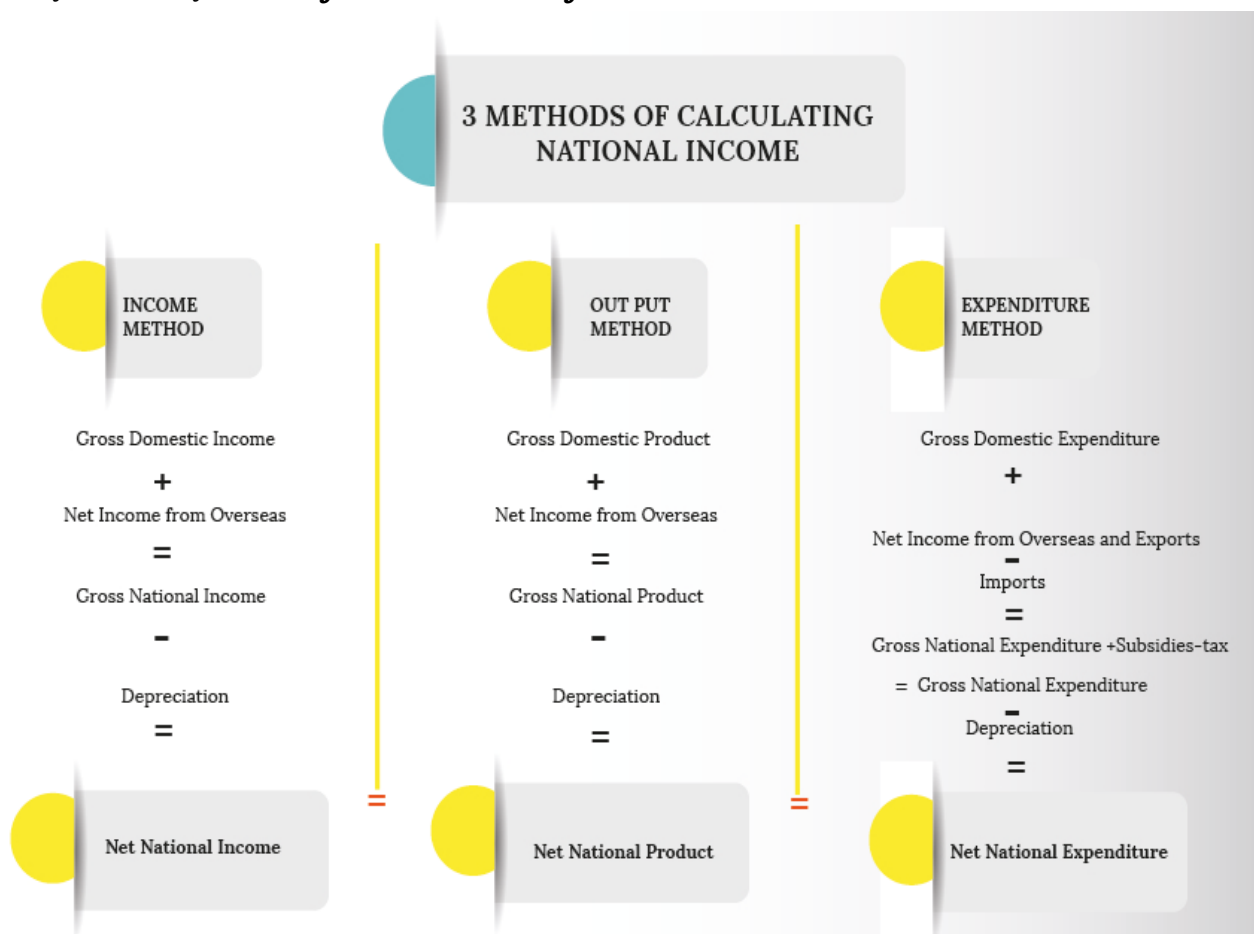 3 METHODS OF CALCULATING
NATIONAL INCOME
INCOME
METHOD
Gross Domestic Income
+
Net Income from Overseas
=
Gross National Income
-
Depreciation
=
Net National Income
=
OUT PUT
METHOD
Gross Domestic Product
+
Net Income from Overseas
=
Gross National Product
-
Depreciation
=
Net National Product
=
EXPENDITURE
METHOD
Gross Domestic Expenditure
+
Net Income from Overseas and Exports
-
Imports
=
Gross National Expenditure +Subsidies-tax
= Gross National Expenditure
-
Depreciation
=
Net National Expenditure